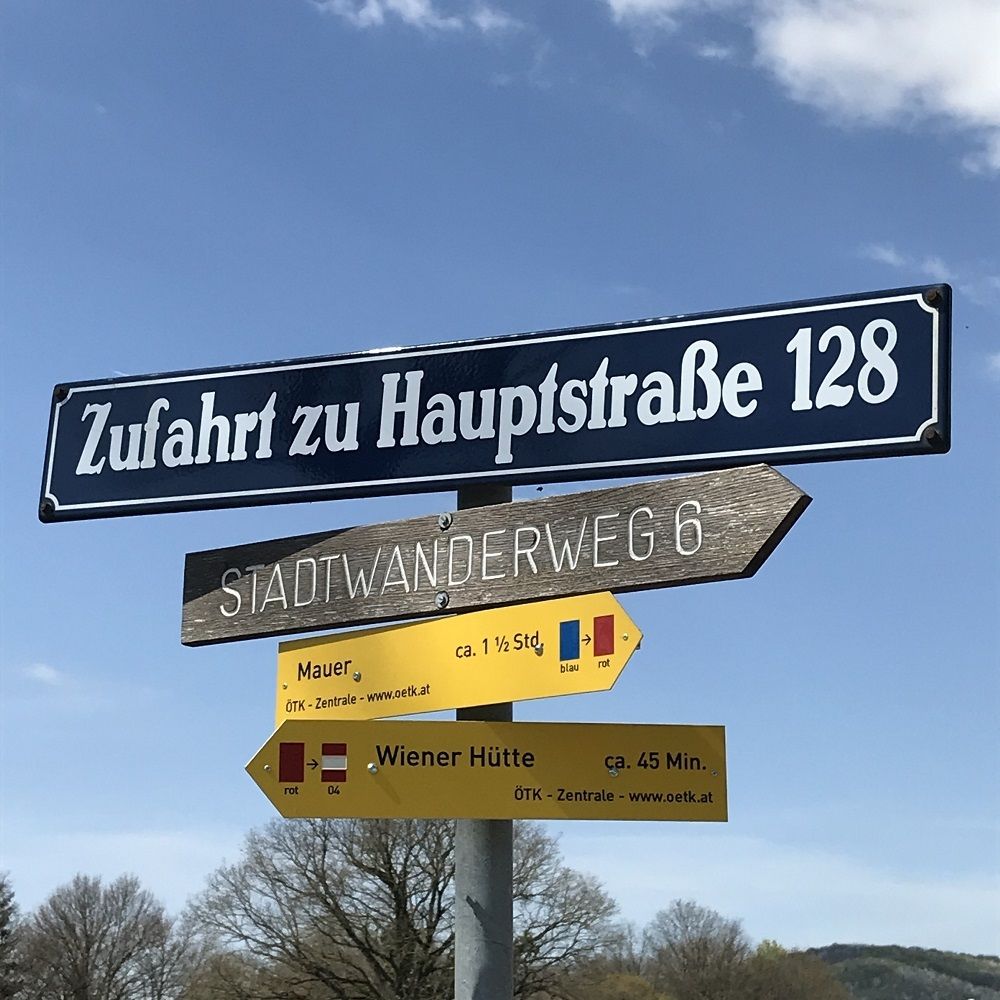 Zufahrt zu Hauptstraße 128
STADTWANDERWEG 6
Mauer ca. 1 ½ Std. → 
blau rot
ÖTK - Zentrale - www.oetk.at
→ Wiener Hütte ca. 45 Min.
rot 04
ÖTK - Zentrale - www.oetk.at